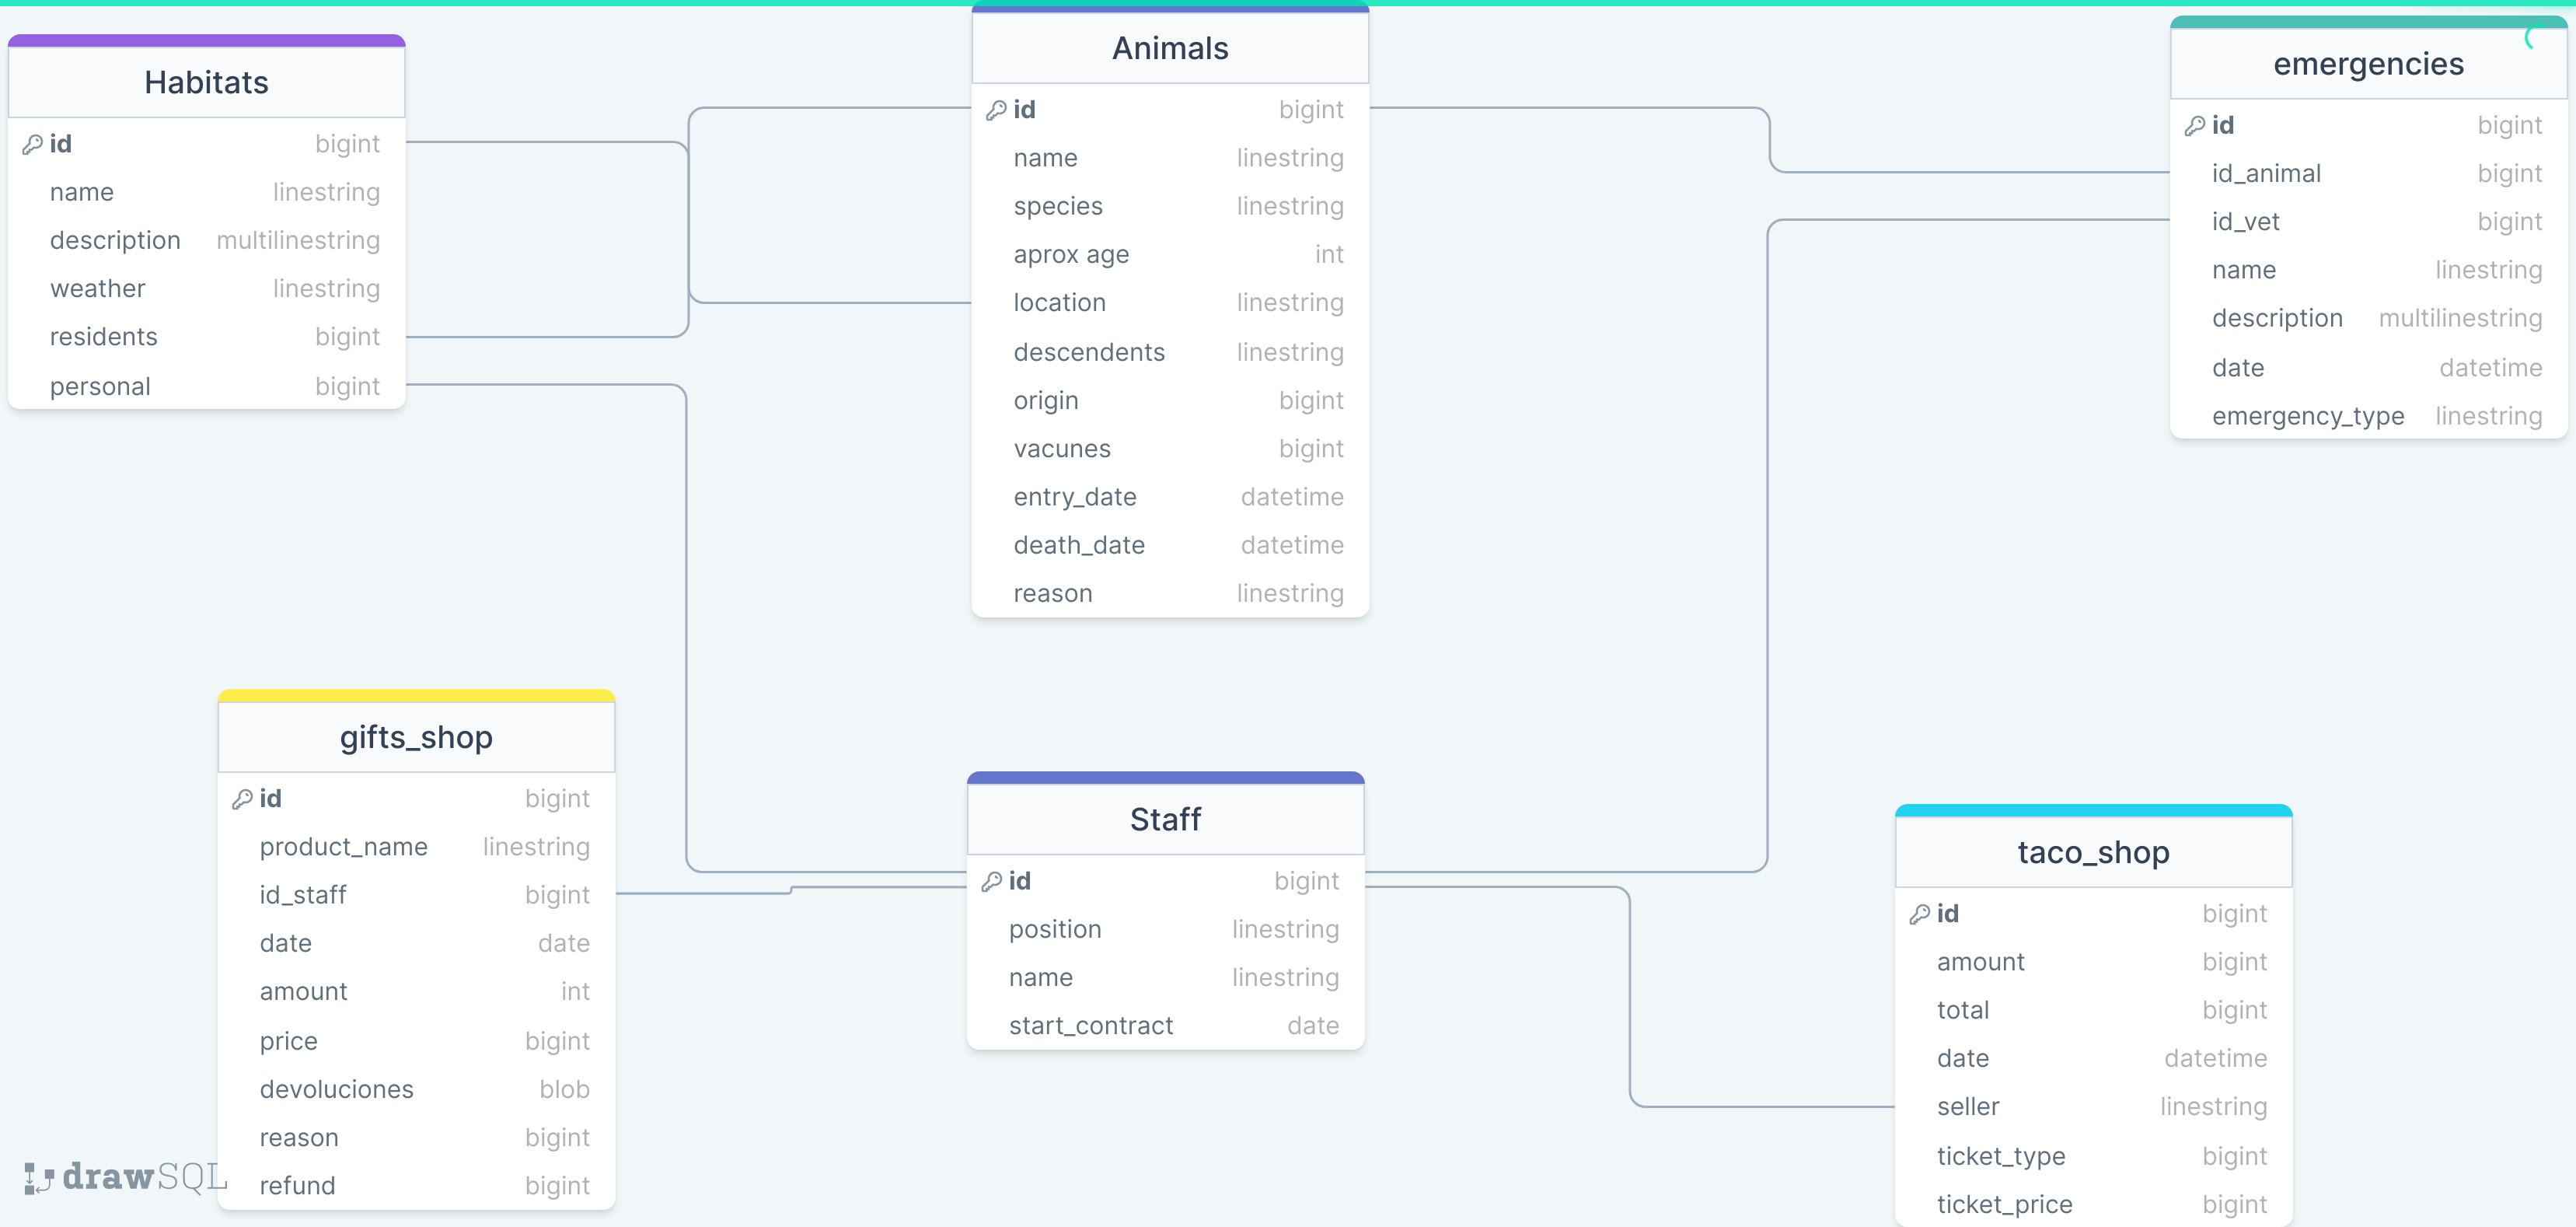 Habitats
id bigint
name linestring
description multilinestring
weather linestring
residents bigint
personal bigint
Animals
id bigint
name linestring
species linestring
aprox age int
location linestring
descendents linestring
origin bigint
vacunes bigint
entry_date datetime
death_date datetime
reason linestring
emergencies
id bigint
id_animal bigint
id_vet bigint
name linestring
description multilinestring
date datetime
emergency_type linestring
gifts_shop
id bigint
product_name linestring
id_staff bigint
date date
amount int
price bigint
devoluciones blob
reason bigint
refund bigint
Staff
id bigint
position linestring
name linestring
start_contract date
taco_shop
id bigint
amount bigint
total bigint
date datetime
seller linestring
ticket_type bigint
ticket_price bigint
drawSQL